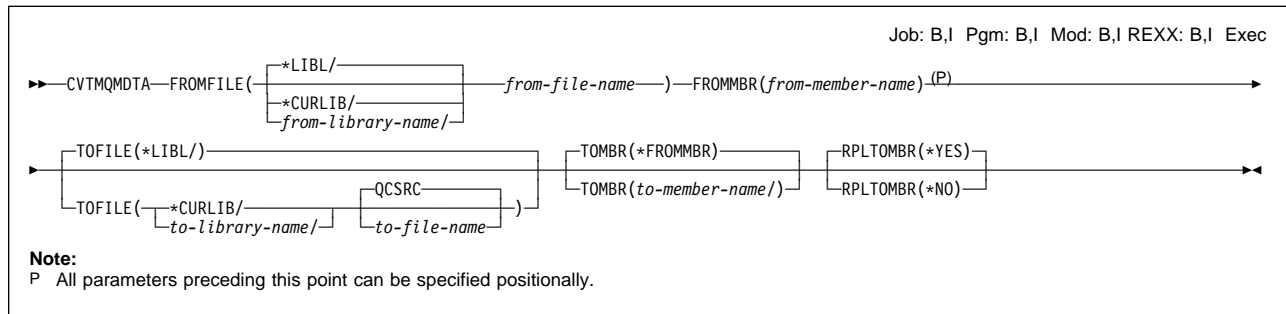 Job: B,I Pgm: B,I Mod: B,I REXX: B,I Exec
*LIBL/
CVTMQMDTA FROMFILE( from-file-name ) FROMMBR(from-member-name) (P)
*CURLIB/
from-library-name/
TOFILE(*LIBL/) TOMBR(*FROMMBR) RPLTOMBR(*YES)
QCSRC TOMBR(to-member-name/) RPLTOMBR(*NO)
TOFILE( *CURLIB/ )
to-library-name/ to-file-name
Note:
P All parameters preceding this point can be specified positionally.